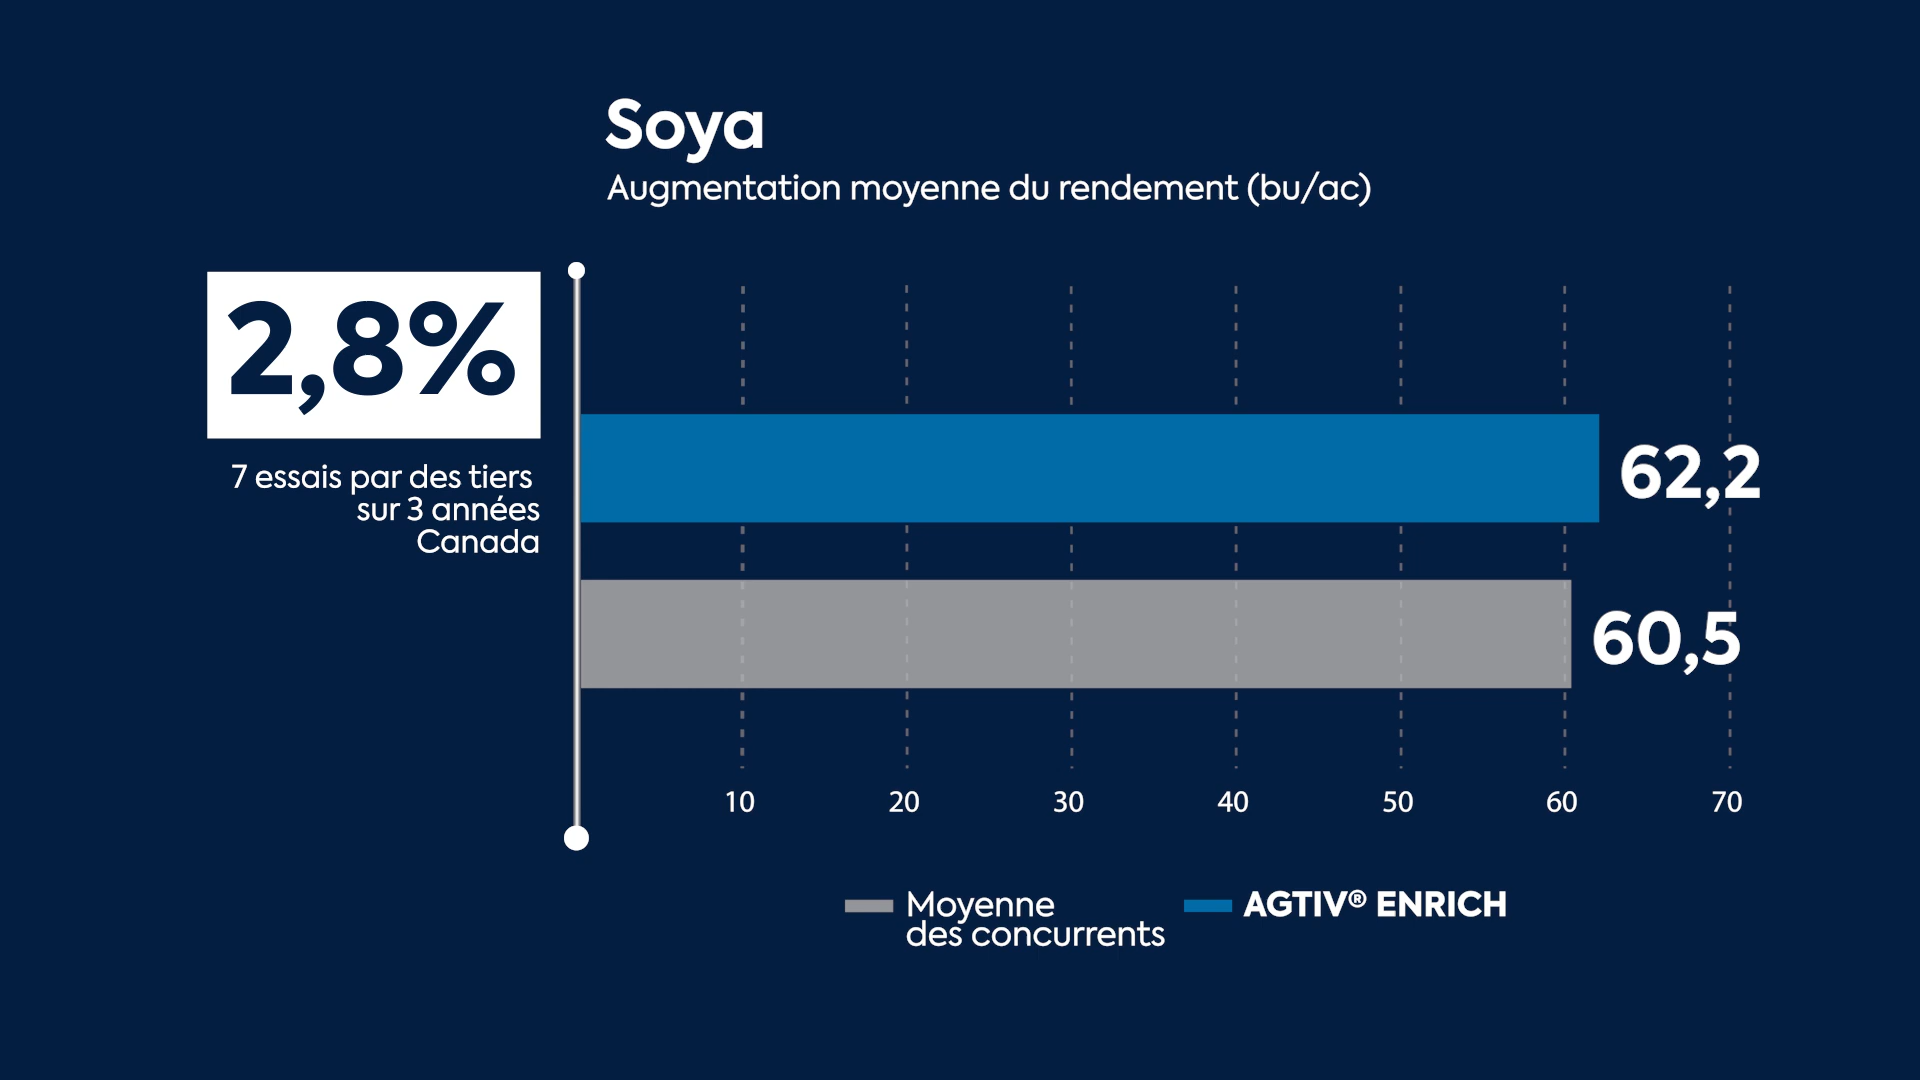 Soya
Augmentation moyenne du rendement (bu/ac)
2,8%
7 essais par des tiers
sur 3 années
Canada
62,2
60,5
10 20 30 40 50 60 70
Moyenne
des concurrents
AGTIV® ENRICH